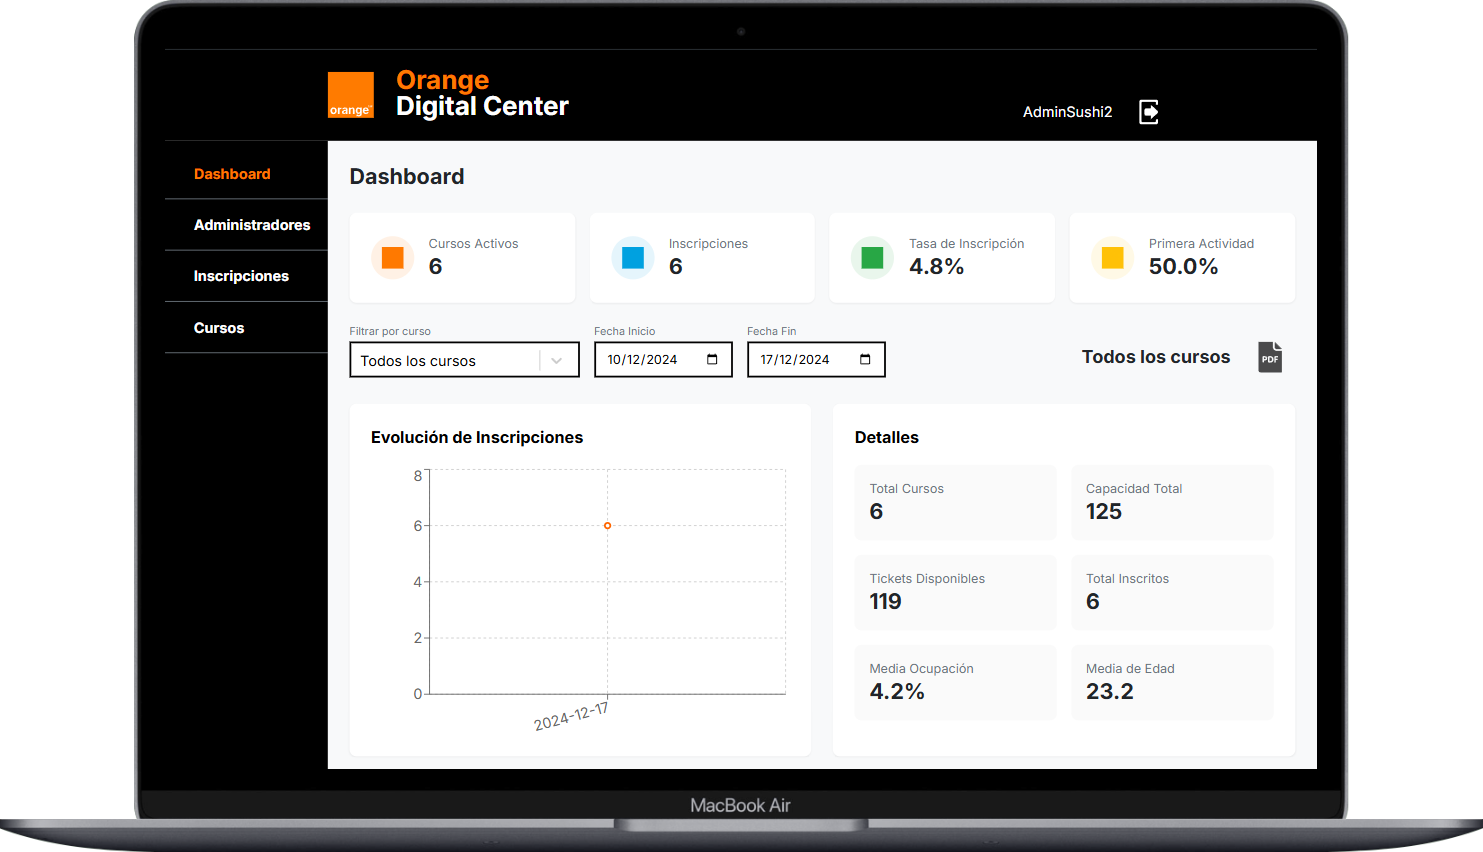 orange™
Orange
Digital Center
AdminSushi2
Dashboard
Administradores
Inscripciones
Cursos
Dashboard
Cursos Activos
6
Inscripciones
6
Tasa de Inscripción
4.8%
Primera Actividad
50.0%
Filtrar por curso
Todos los cursos
Fecha Inicio
10/12/2024
Fecha Fin
17/12/2024
Todos los cursos
PDF
Evolución de Inscripciones
8
6
4
2
0
2024-12-17
Detalles
Total Cursos
6
Capacidad Total
125
Tickets Disponibles
119
Total Inscritos
6
Media Ocupación
4.2%
Media de Edad
23.2
MacBook Air